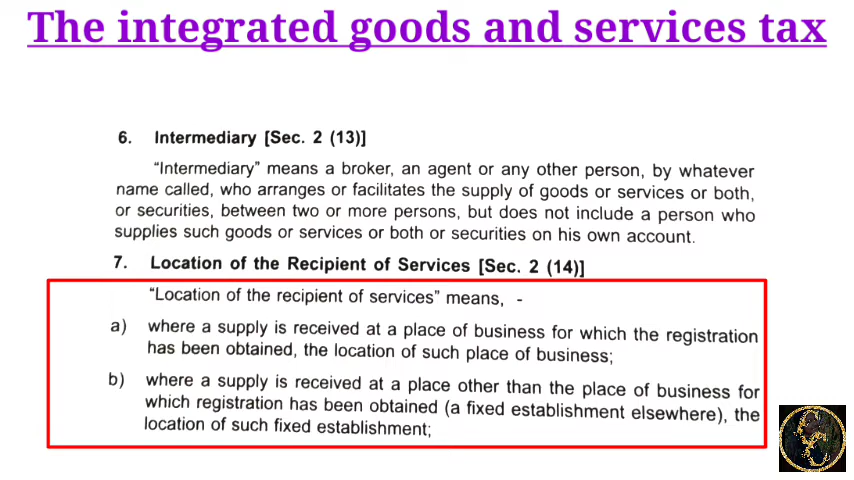 The integrated goods and services tax
6. Intermediary [Sec. 2 (13)]
“Intermediary” means a broker, an agent or any other person, by whatever
name called, who arranges or facilitates the supply of goods or services or both,
or securities, between two or more persons, but does not include a person who
supplies such goods or services or both or securities on his own account.
7. Location of the Recipient of Services [Sec. 2 (14)]
“Location of the recipient of services” means, -
a) where a supply is received at a place of business for which the registration
has been obtained, the location of such place of business;
b) where a supply is received at a place other than the place of business for
which registration has been obtained (a fixed establishment elsewhere), the
location of such fixed establishment;